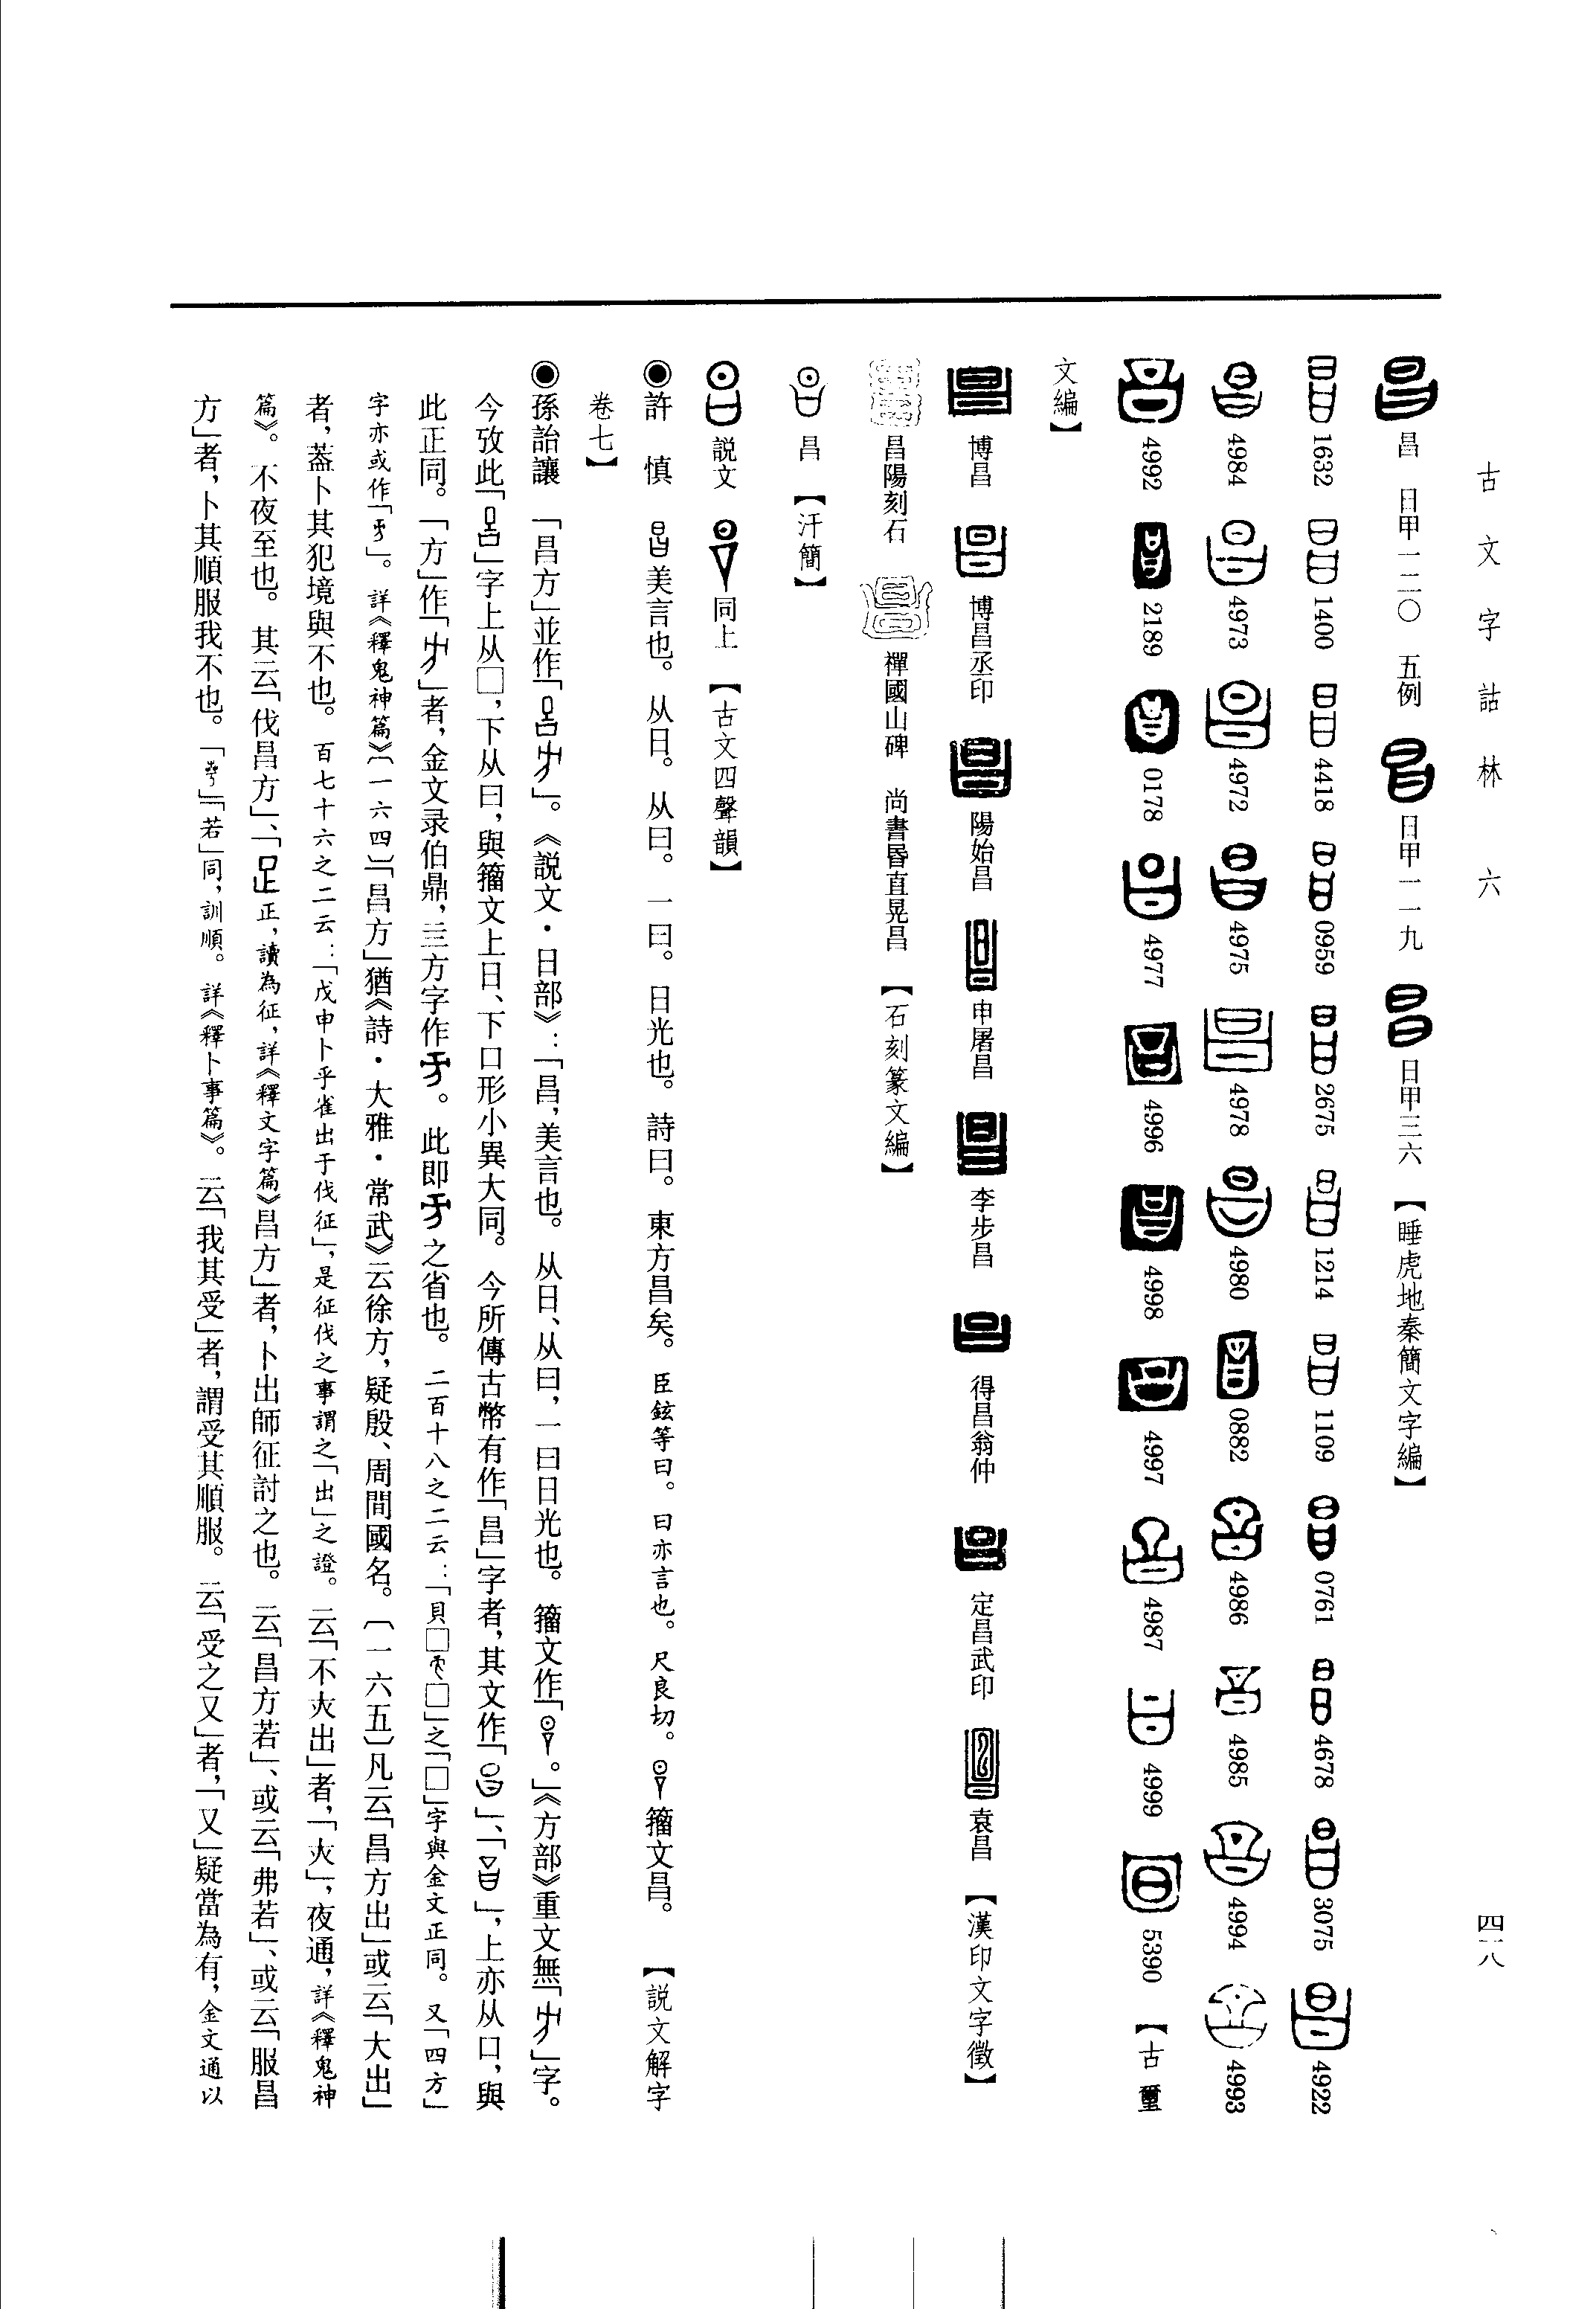 古文字詁林　六
四一八
昌　日甲一二〇　五例　日甲一一九　日甲三六　【睡虎地秦簡文字編】
1632　1400　4418　0959　2675　1214　1109　0761　4678　3075　4922
4984　4973　4972　4975　4978　4980　0882　4986　4985　4994　4993
4992　2189　0178　4977　4996　4998　4997　4987　4999　5390　【古璽
文編】
博昌　博昌丞印　陽始昌　申屠昌　李步昌　得昌翁仲　定昌武印　袁昌　【漢印文字徵】
昌陽刻石　禪國山碑　尚書昬直晃昌　【石刻篆文編】
昌　【汗簡】
説文　同上　【古文四聲韻】
◉許　慎　美言也。从日。从曰。一曰。日光也。詩曰。東方昌矣。臣鉉等曰。曰亦言也。尺良切。籀文昌。　【説文解字
卷七】
◉孫詒讓　「昌方」並作「」。《説文・日部》：「昌，美言也。从日、从曰，一曰日光也。籀文作「」。」《方部》重文無「」字。
今攷此「」字上从囗，下从曰，與籀文上日、下口形小異大同。今所傳古幣有作「昌」字者，其文作「」、「」，上亦从口，與
此正同。「方」作「」者，金文录伯鼎，三方字作。此即之省也。二百十八之二云：「貝□□」之「□」字與金文正同。又「四方」
字亦或作「」。詳《釋鬼神篇》〔一六四〕「昌方」猶《詩・大雅・常武》云徐方，疑殷、周間國名。〔一六五〕凡云「昌方出」或云「大出」
者，葢卜其犯境與不也。百七十六之二云：「戊申卜乎雀出于伐征」，是征伐之事謂之「出」之證。云「不出」者，「」，夜通，詳《釋鬼神
篇》。不夜至也。其云「伐昌方」、「正，讀為征，詳《釋文字篇》昌方」者，卜出師征討之也。云「昌方若」、或云「弗若」、或云「服昌
方」者，卜其順服我不也。「」「若」同，訓順。詳《釋卜事篇》。云「我其受」者，謂受其順服。云「受之又」者，「又」疑當為有，金文通以